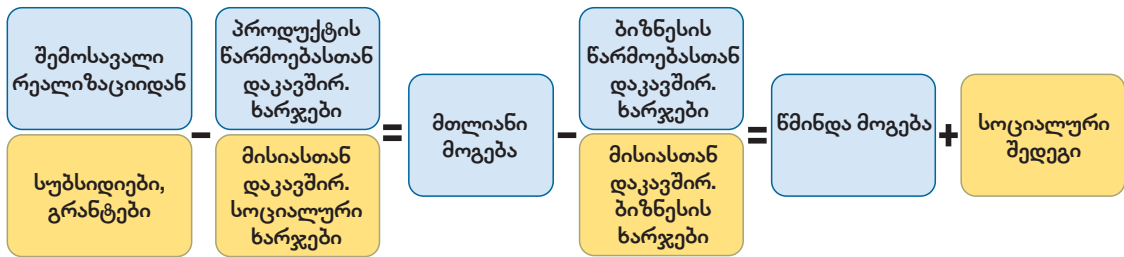 შემოსავალი
რეალიზაციიდან
სუბსიდიები,
გრანტები
–
პროდუქტის
წარმოებასთან
დაკავშირ.
ხარჯები
მისიასთან
დაკავშირ.
სოციალური
ხარჯები
=
მთლიანი
მოგება
–
ბიზნესის
წარმოებასთან
დაკავშირ.
ხარჯები
მისიასთან
დაკავშირ.
ბიზნესის
ხარჯები
=
წმინდა მოგება
+
სოციალური
შედეგი